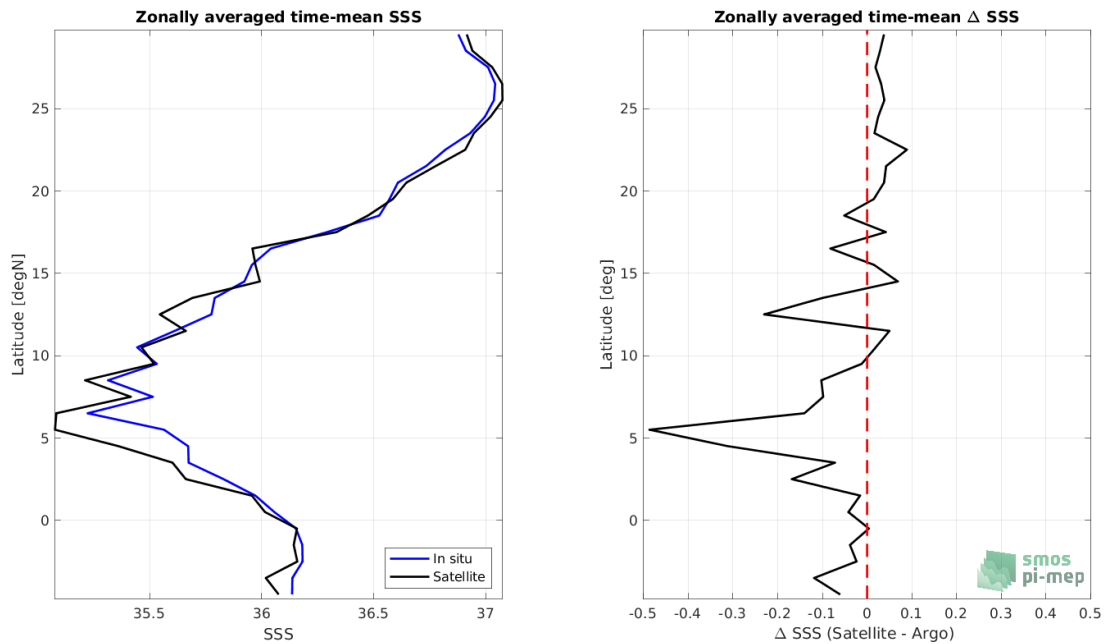 Zonally averaged time-mean SSS
Latitude [degN]
25
20
15
10
5
0
35.5
36
36.5
37
SSS
In situ
Satellite
Zonally averaged time-mean Δ SSS
Latitude [deg]
25
20
15
10
5
0
-0.5
-0.4
-0.3
-0.2
-0.1
0
0.1
0.2
0.3
0.4
0.5
Δ SSS (Satellite - Argo)
smos
pi-mep